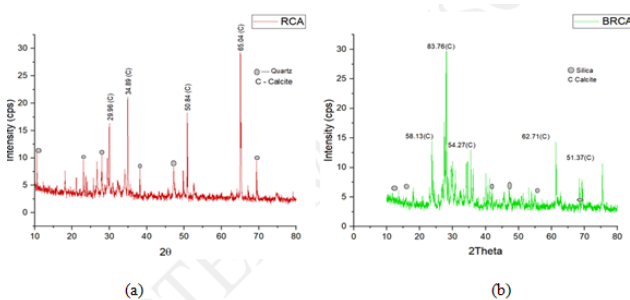 RCA
Intensity (cps)
30
25
20
15
10
5
0
29.96 (C)
34.89 (C)
50.84 (C)
65.04 (C)
Quartz
C - Calcite
10 20 30 40 50 60 70 80
2θ
(a)
BRCA
Intensity (cps)
30
25
20
15
10
5
0
83.76(C)
58.13(C)
54.27(C)
62.71(C)
51.37(C)
Silica
C Calcite
10 20 30 40 50 60 70 80
2Theta
(b)